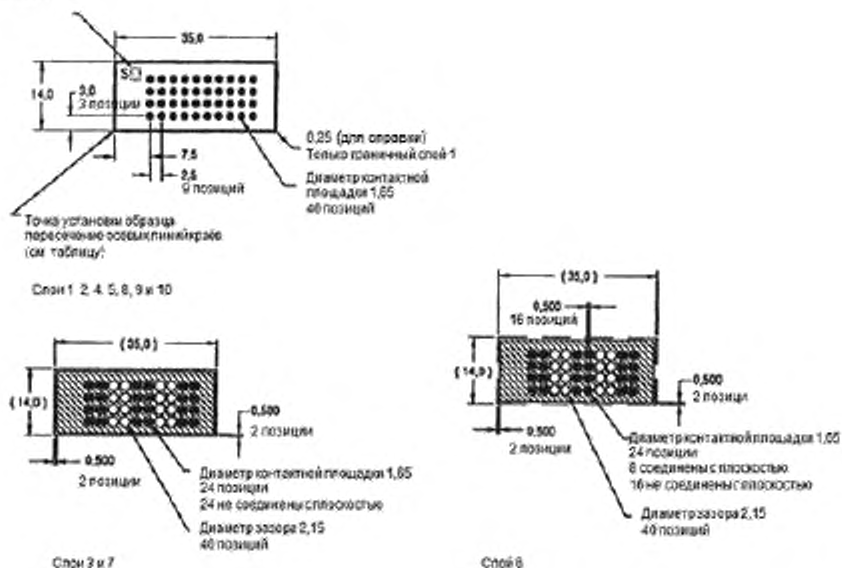 35,0
S
14,0
3,0
3 позиции
7,5
2,5
9 позиций
0,25 (для справки)
Только граничный слой 1
Диаметр контактной
площадки 1,65
40 позиций
Точка установки образца
пересечение осевых линий краёв
(см таблицу)
Слои 1 2, 4. 5, 8, 9 и 10
(35,0)
(14,0)
0,500
2 позиции
0,500
2 позиции
Диаметр контактной площадки 1,65
24 позиции
24 не соединены с плоскостью
Диаметр зазора 2,15
40 позиций
Слои 3 и 7
(35,0)
0,500
16 позиций
(14,0)
0,500
2 позици
0,500
2 позиции
Диаметр контактной площадки 1,65
24 позиции
8 соединены с плоскостью
16 не соединены с плоскостью
Диаметр зазора 2,15
40 позиций
Слой 6